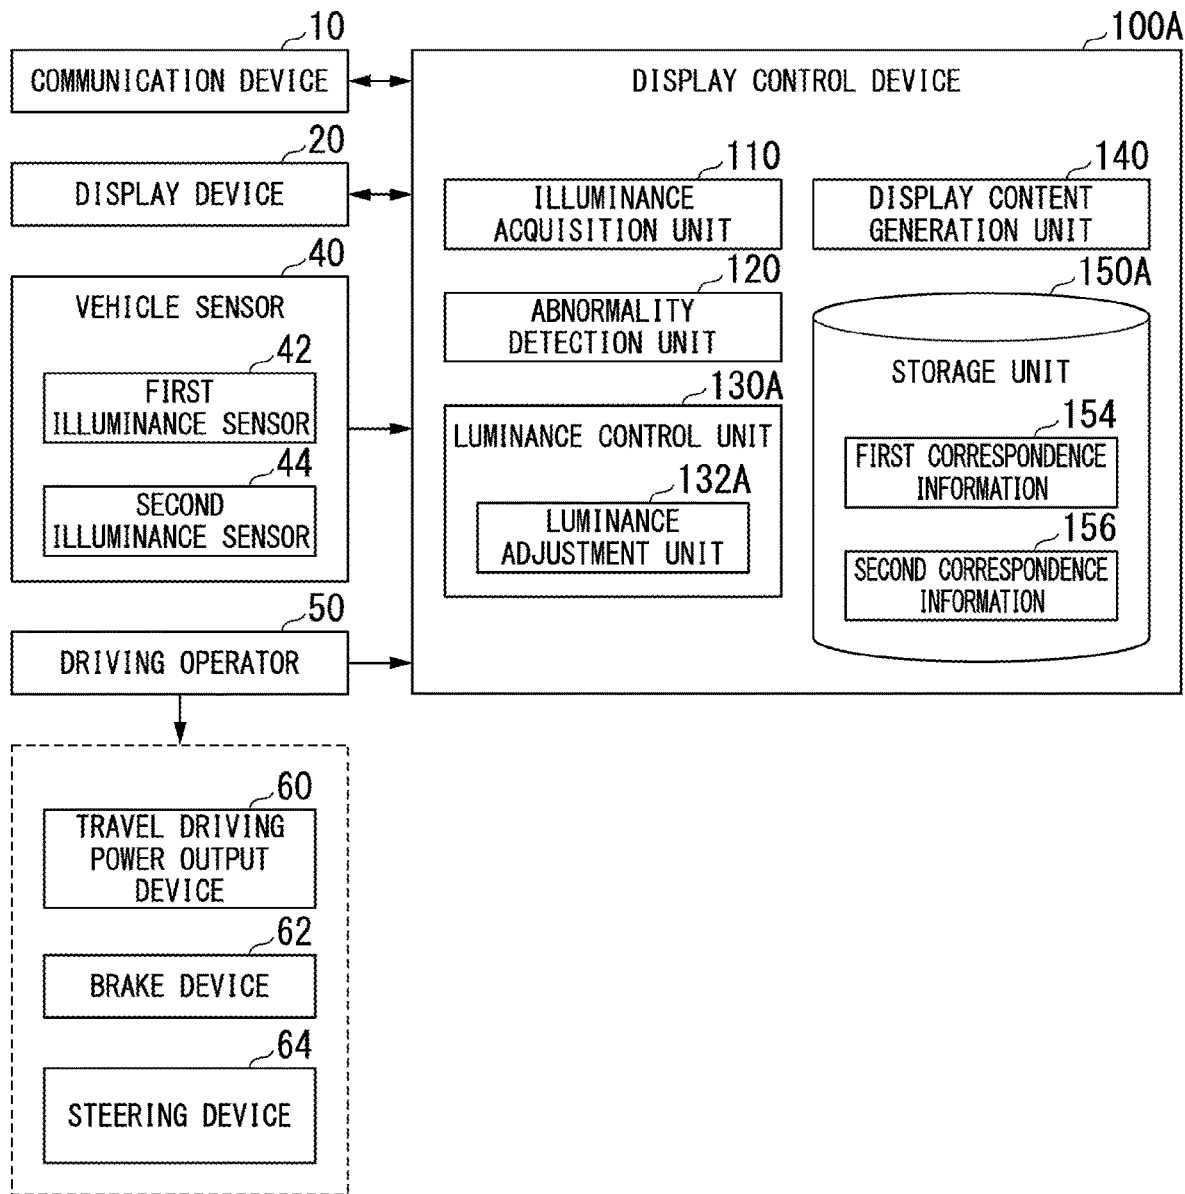 10
COMMUNICATION DEVICE
20
DISPLAY DEVICE
40
VEHICLE SENSOR
42
FIRST
ILLUMINANCE SENSOR
44
SECOND
ILLUMINANCE SENSOR
50
DRIVING OPERATOR
60
TRAVEL DRIVING
POWER OUTPUT
DEVICE
62
BRAKE DEVICE
64
STEERING DEVICE
100A
DISPLAY CONTROL DEVICE
110
ILLUMINANCE
ACQUISITION UNIT
120
ABNORMALITY
DETECTION UNIT
130A
LUMINANCE CONTROL UNIT
132A
LUMINANCE
ADJUSTMENT UNIT
140
DISPLAY CONTENT
GENERATION UNIT
150A
STORAGE UNIT
154
FIRST CORRESPONDENCE
INFORMATION
156
SECOND CORRESPONDENCE
INFORMATION